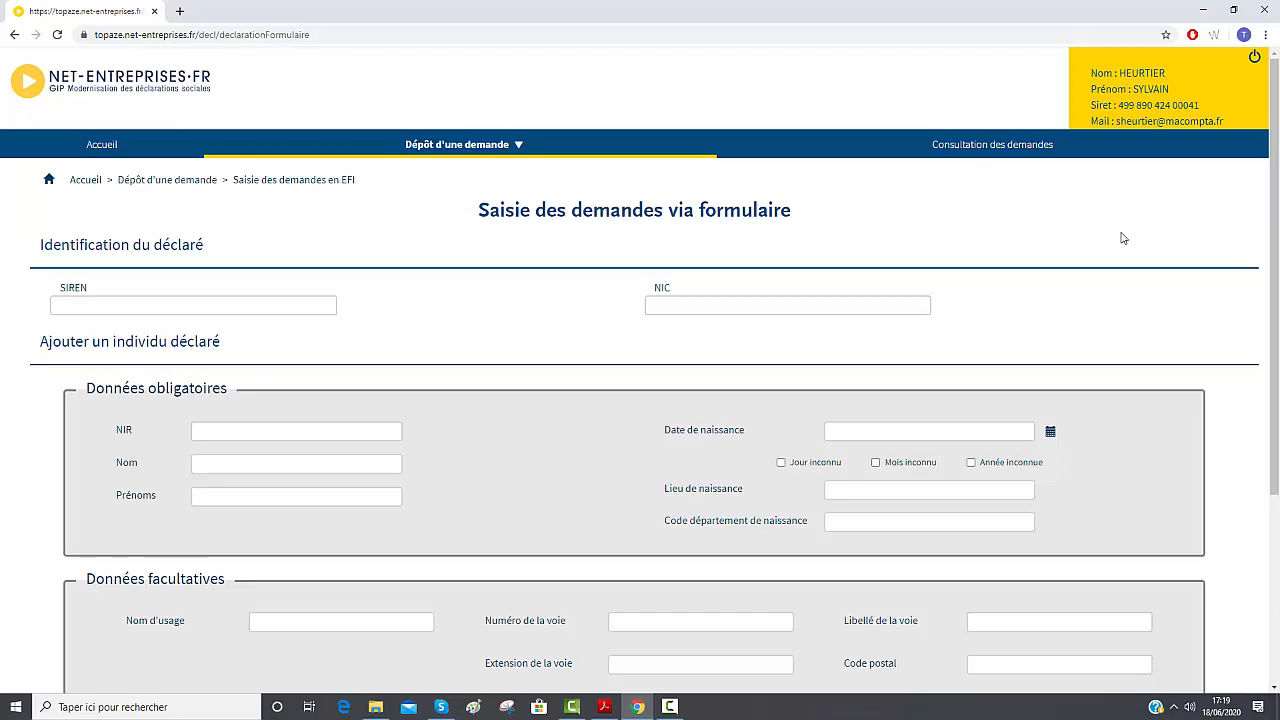 https://topaze.net-entreprises.fr/
topaze.net-entreprises.fr/decl/declarationFormulaire
T
NET-ENTREPRISES•FR
GIP Modernisation des déclarations sociales
Nom : HEURTIER
Prénom : SYLVAIN
Siret : 499 890 424 00041
Mail : sheurtier@macompta.fr
Accueil
Dépôt d'une demande ▼
Consultation des demandes
Accueil > Dépôt d'une demande > Saisie des demandes en EFI
Saisie des demandes via formulaire
Identification du déclaré
SIREN
NIC
Ajouter un individu déclaré
Données obligatoires
NIR
Date de naissance
Nom
Jour inconnu
Mois inconnu
Année inconnue
Prénoms
Lieu de naissance
Code département de naissance
Données facultatives
Nom d'usage
Numéro de la voie
Libellé de la voie
Extension de la voie
Code postal
Taper ici pour rechercher
17:19
18/06/2020